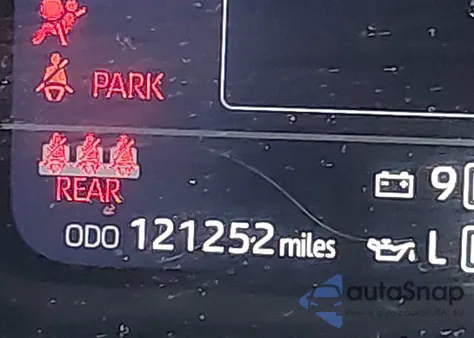 PARK
REAR
9
ODO 121252 miles
L
autoSnap